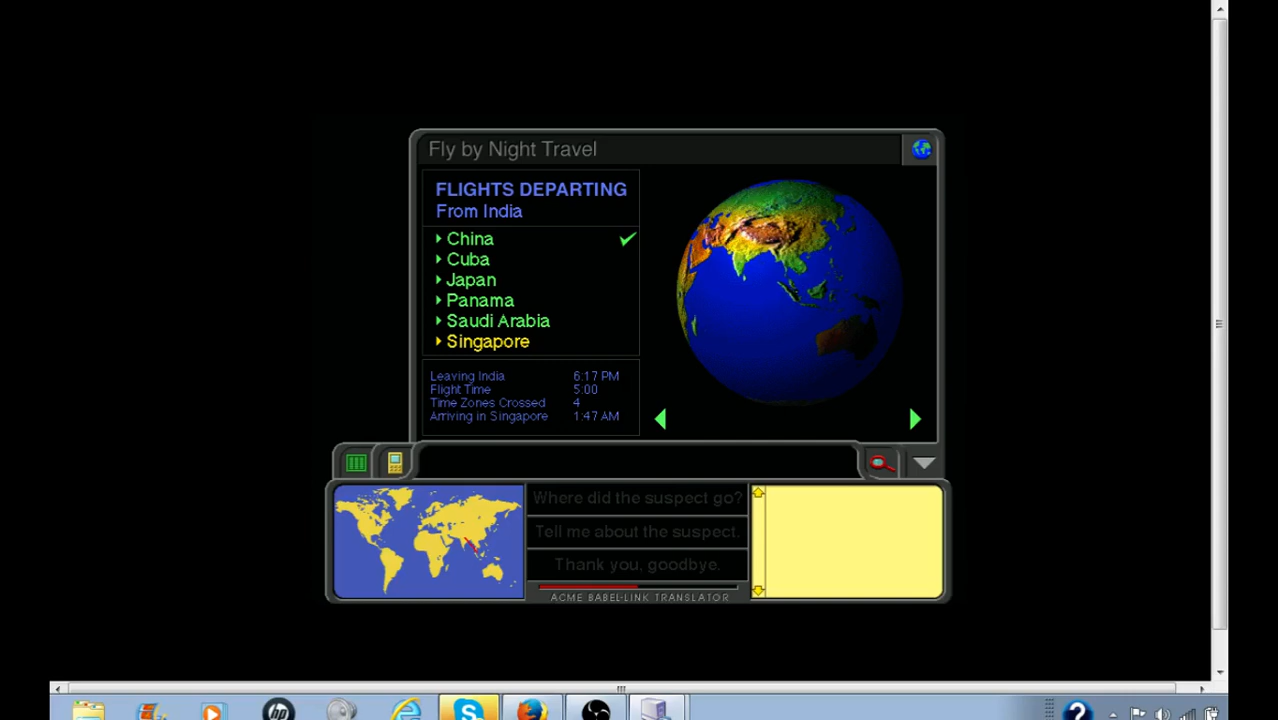 Fly by Night Travel
FLIGHTS DEPARTING
From India
China
Cuba
Japan
Panama
Saudi Arabia
Singapore
Leaving India 6:17 PM
Flight Time 5:00
Time Zones Crossed 4
Arriving in Singapore 1:47 AM
Where did the suspect go?
Tell me about the suspect.
Thank you, goodbye.
ACME BABEL-LINK TRANSLATOR
hp